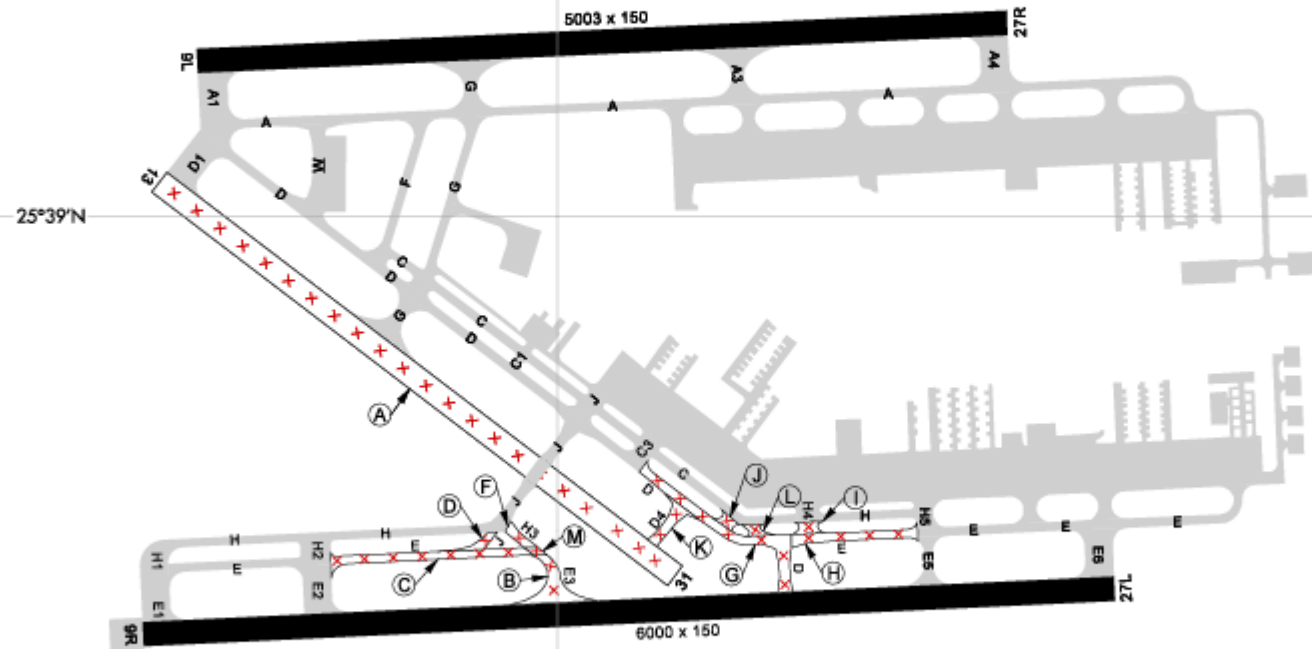 5003 x 150
27R
9L
A3
A4
G
A1
A
A
A
D1
W
F
G
13
D
25°39'N
C
D
G
C
D
C1
J
A
J
C3
C
J
L
I
D
F
J
H3
D
D4
H4
H
H5
H
H
H2
E
J
M
K
E
E
E
E
H1
E
C
B
E3
G
D
H
E
E5
E6
E1
E2
31
27L
9R
6000 x 150